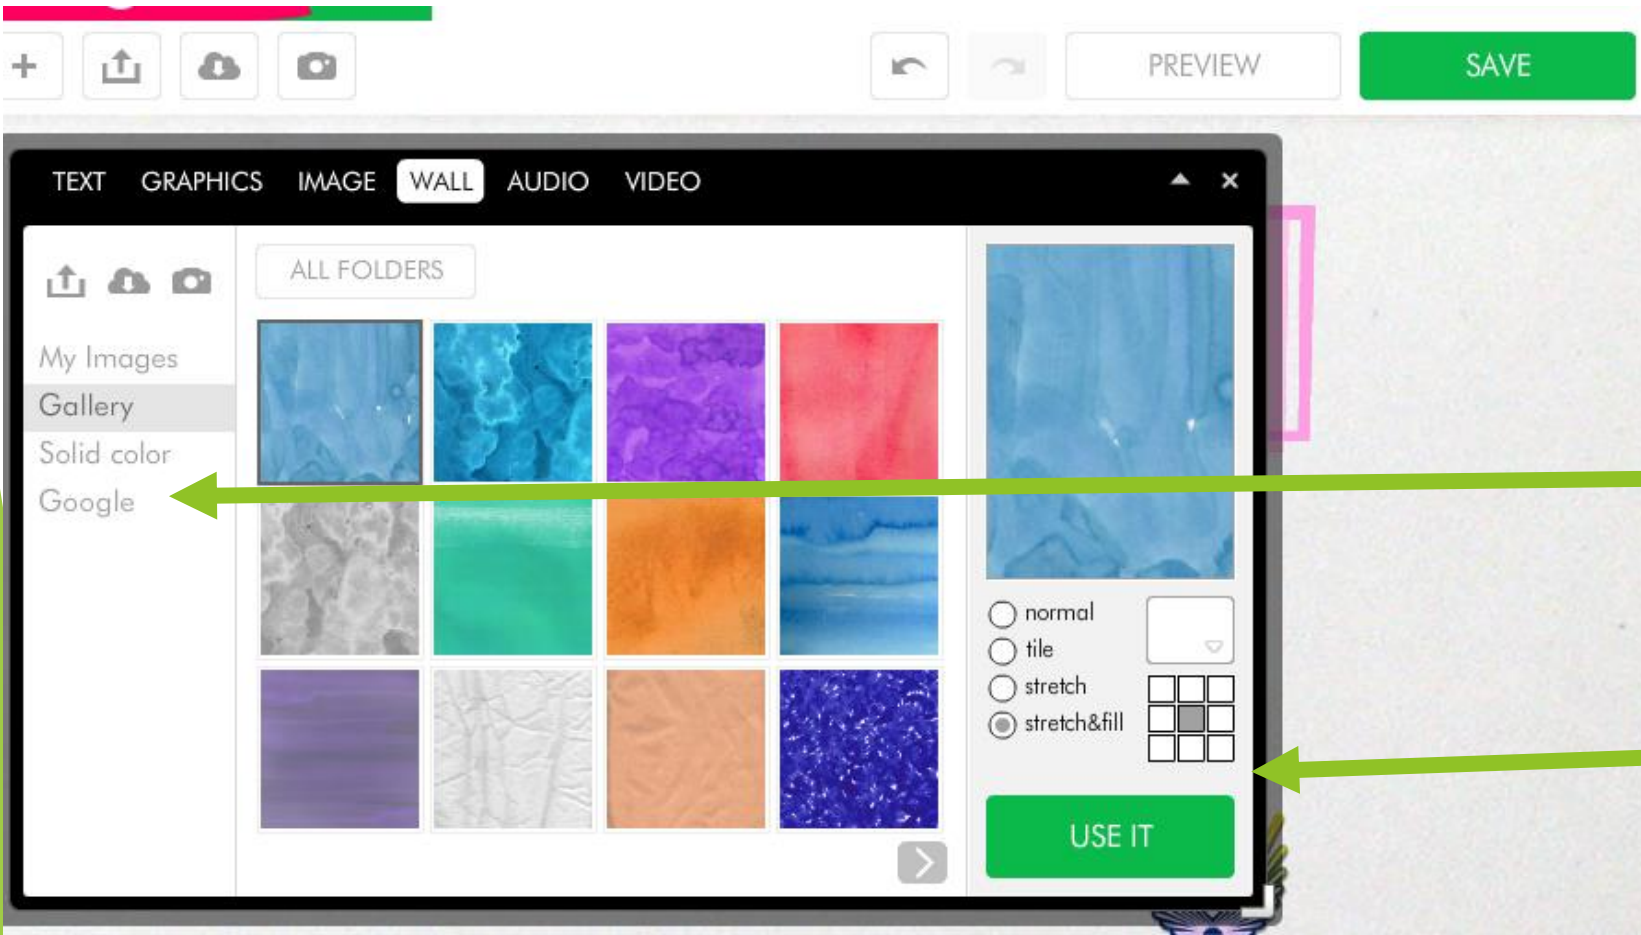 PREVIEW SAVE
TEXT GRAPHICS IMAGE WALL AUDIO VIDEO
ALL FOLDERS
My Images
Gallery
Solid color
Google
normal
tile
stretch
stretch&fill
USE IT